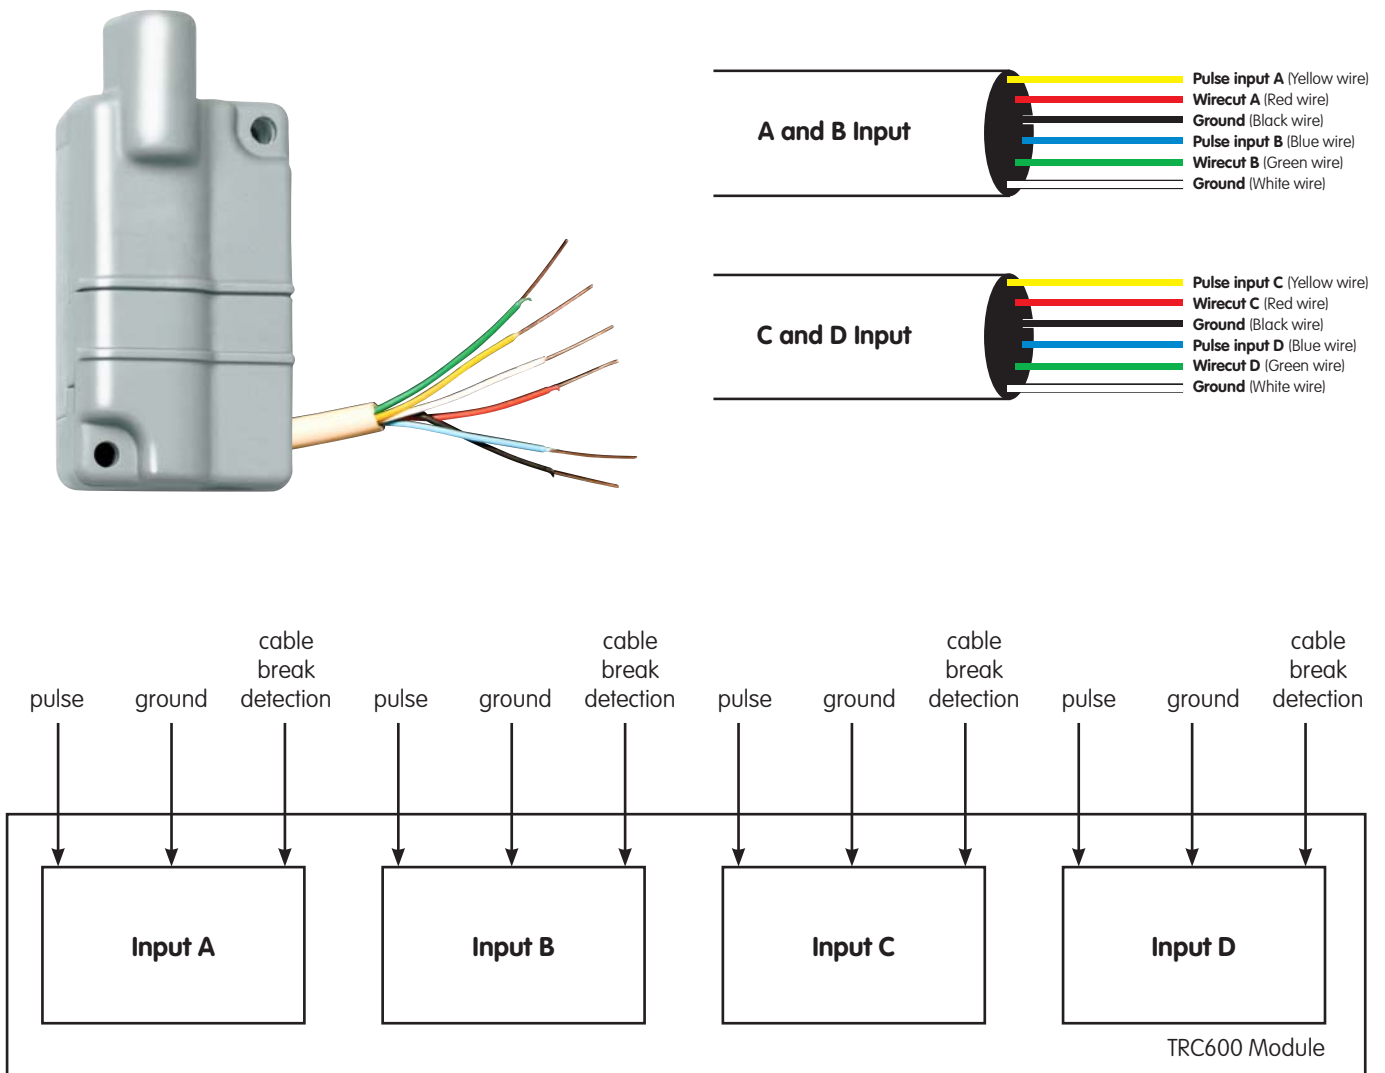 A and B Input
Pulse input A (Yellow wire)
Wirecut A (Red wire)
Ground (Black wire)
Pulse input B (Blue wire)
Wirecut B (Green wire)
Ground (White wire)
C and D Input
Pulse input C (Yellow wire)
Wirecut C (Red wire)
Ground (Black wire)
Pulse input D (Blue wire)
Wirecut D (Green wire)
Ground (White wire)
pulse
ground
cable
break
detection
pulse
ground
cable
break
detection
pulse
ground
cable
break
detection
pulse
ground
cable
break
detection
Input A
Input B
Input C
Input D
TRC600 Module